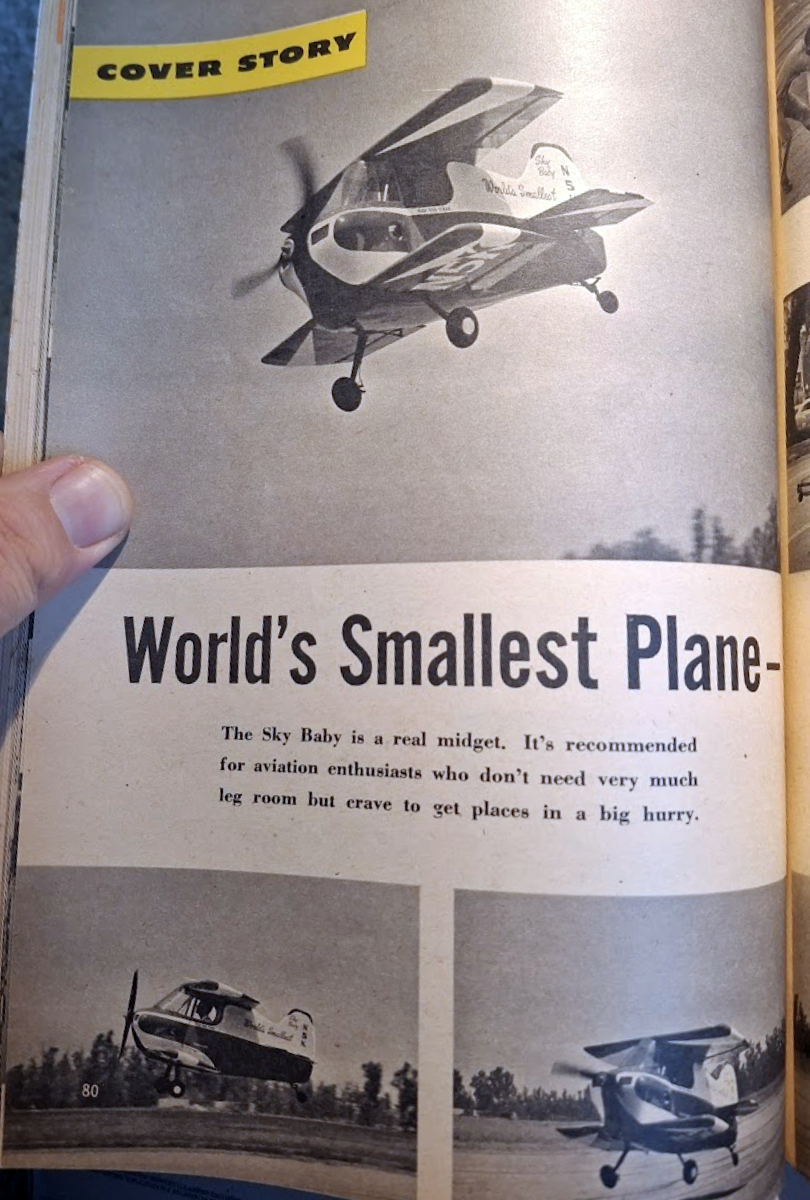 COVER STORY
Sky
Baby
N
5
World's Smallest
N5K
World's Smallest Plane-
The Sky Baby is a real midget. It's recommended
for aviation enthusiasts who don't need very much
leg room but crave to get places in a big hurry.
World's Smallest
80